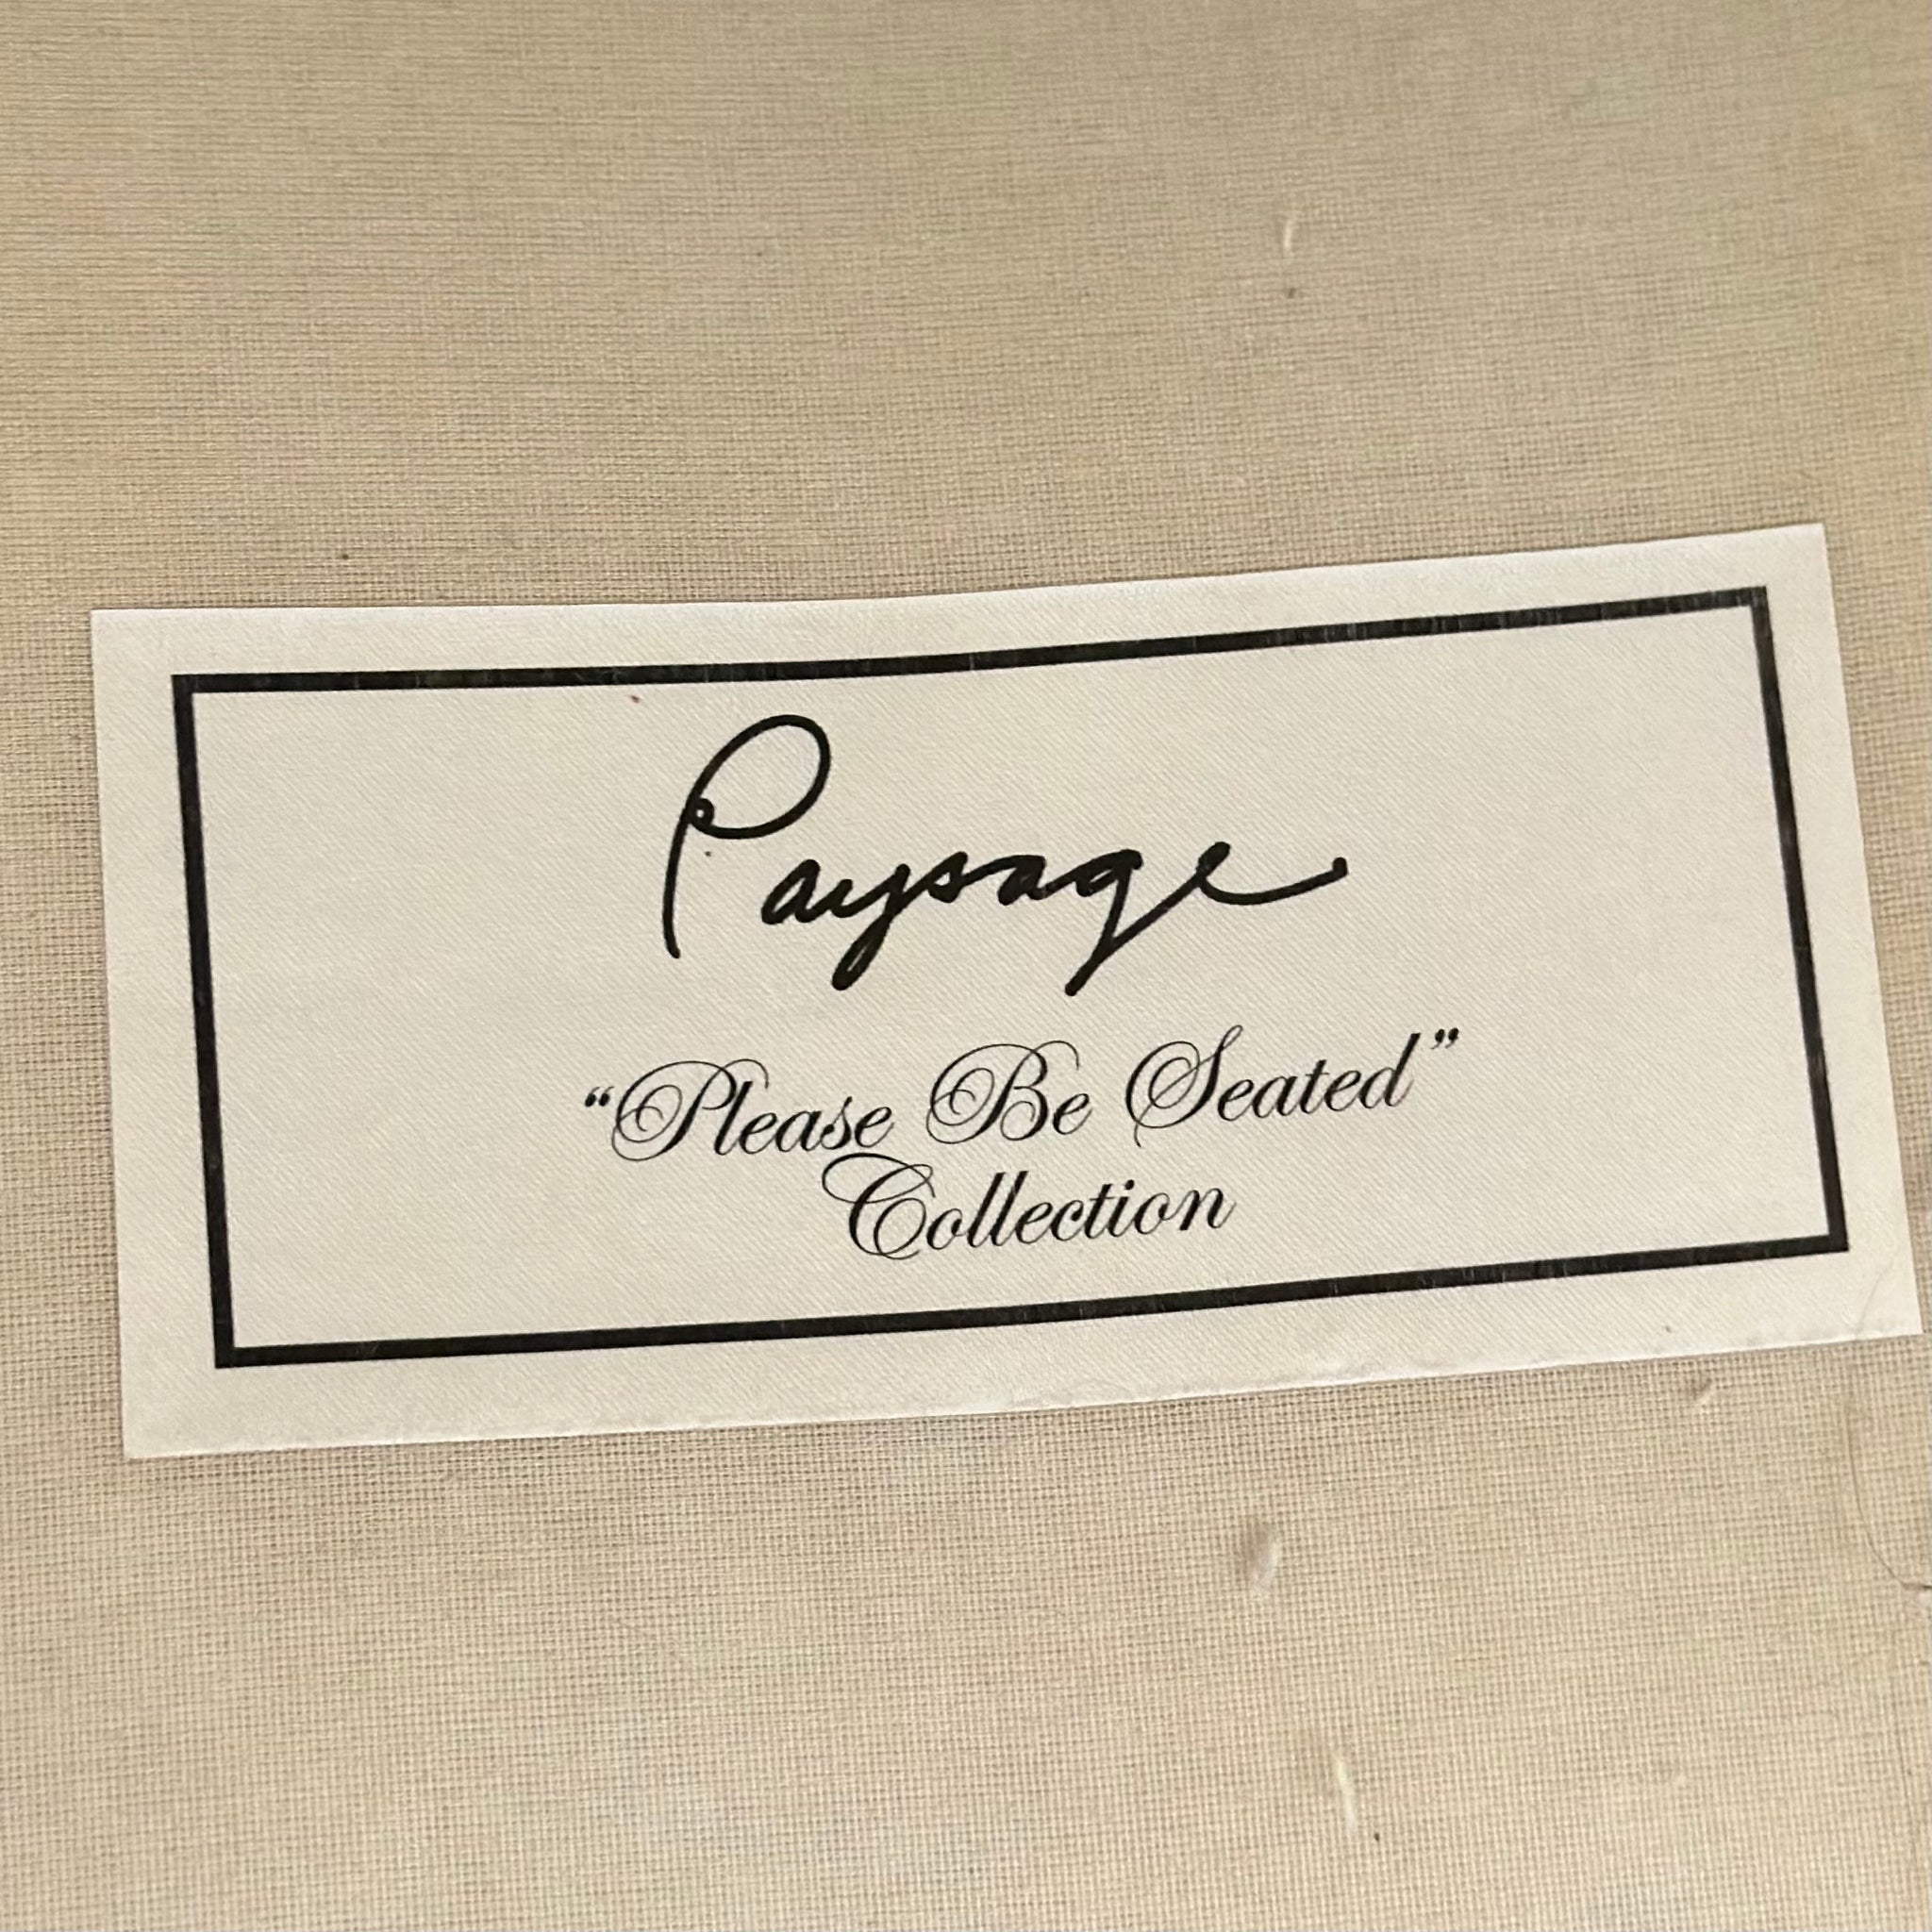 Paysage
“Please Be Seated”
Collection